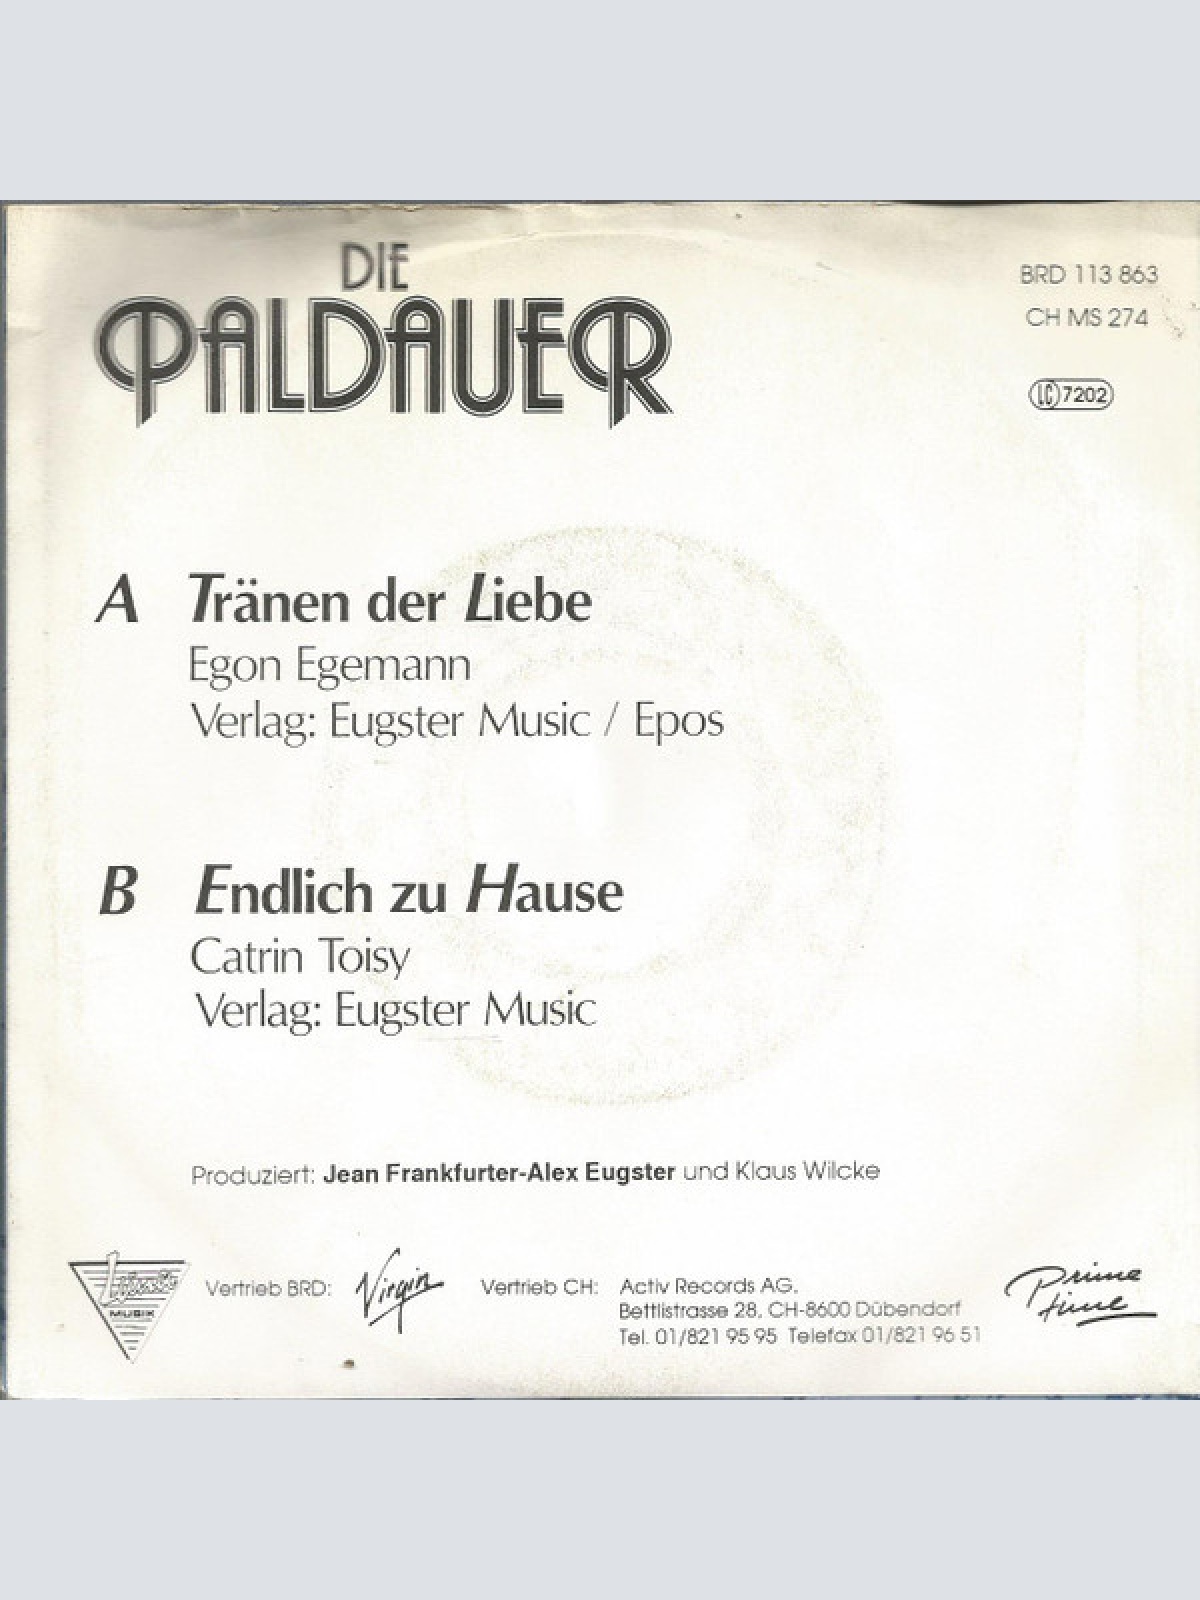 DIE
PALDAUER
BRD 113 863
CH MS 274
LC 7202
A Tränen der Liebe
Egon Egemann
Verlag: Eugster Music / Epos
B Endlich zu Hause
Catrin Toisy
Verlag: Eugster Music
Produziert: Jean Frankfurter-Alex Eugster und Klaus Wilcke
MUSIK
Vertrieb BRD: Virgin
Vertrieb CH: Activ Records AG.
Bettlistrasse 28, CH-8600 Dübendorf
Tel. 01/821 95 95 Telefax 01/821 96 51
Prime
time